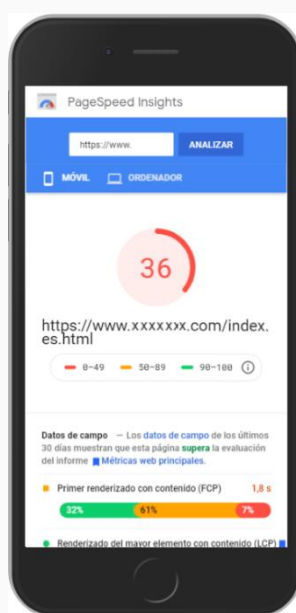 PageSpeed Insights
https://www.
ANALIZAR
MÓVIL
ORDENADOR
36
https://www.xxxxxxx.com/index.
es.html
0-49
50-89
90-100
Datos de campo — Los datos de campo de los últimos
30 días muestran que esta página supera la evaluación
del informe Métricas web principales.
Primer renderizado con contenido (FCP) 1,8 s
32% 61% 7%
Renderizado del mayor elemento con contenido (LCP)